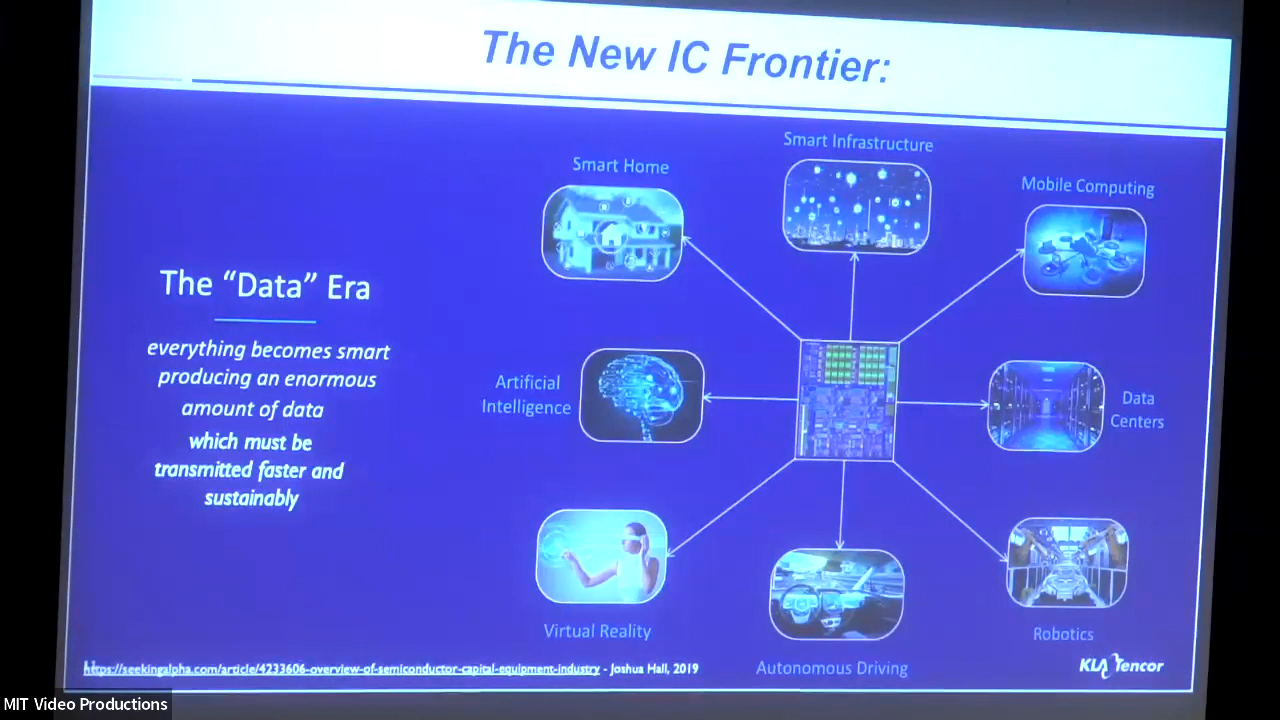 The New IC Frontier:
Smart Infrastructure
Smart Home
Mobile Computing
The “Data” Era
everything becomes smart
producing an enormous
amount of data
which must be
transmitted faster and
sustainably
Artificial
Intelligence
Data
Centers
Virtual Reality
Autonomous Driving
Robotics
https://seekingalpha.com/article/4233606-overview-of-semiconductor-capital-equipment-industry - Joshua Hall, 2019
KLA Tencor
MIT Video Productions